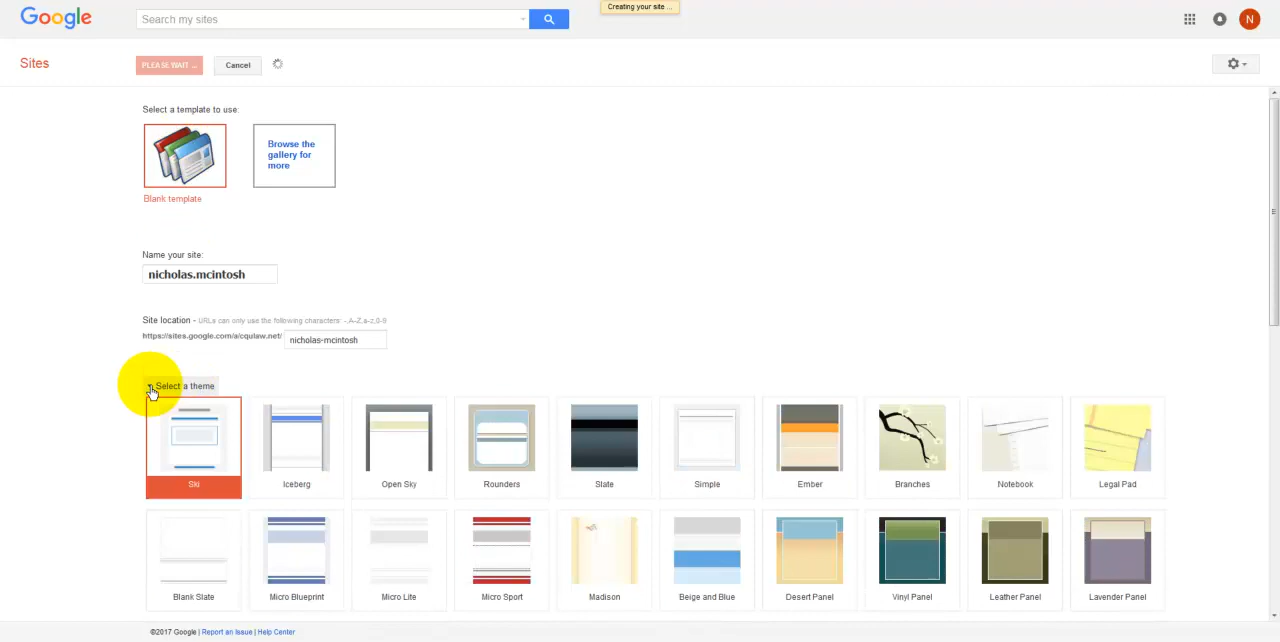 Creating your site ...
Google
Search my sites
N
Sites
PLEASE WAIT ...
Cancel
Select a template to use:
Browse the
gallery for
more
Blank template
Name your site:
nicholas.mcintosh
Site location - URLs can only use the following characters: -,A-Z,a-z,0-9
https://sites.google.com/a/cqulaw.net/ nicholas-mcintosh
Select a theme
Ski
Iceberg
Open Sky
Rounders
Slate
Simple
Ember
Branches
Notebook
Legal Pad
Blank Slate
Micro Blueprint
Micro Lite
Micro Sport
Madison
Beige and Blue
Desert Panel
Vinyl Panel
Leather Panel
Lavender Panel
©2017 Google | Report an Issue | Help Center